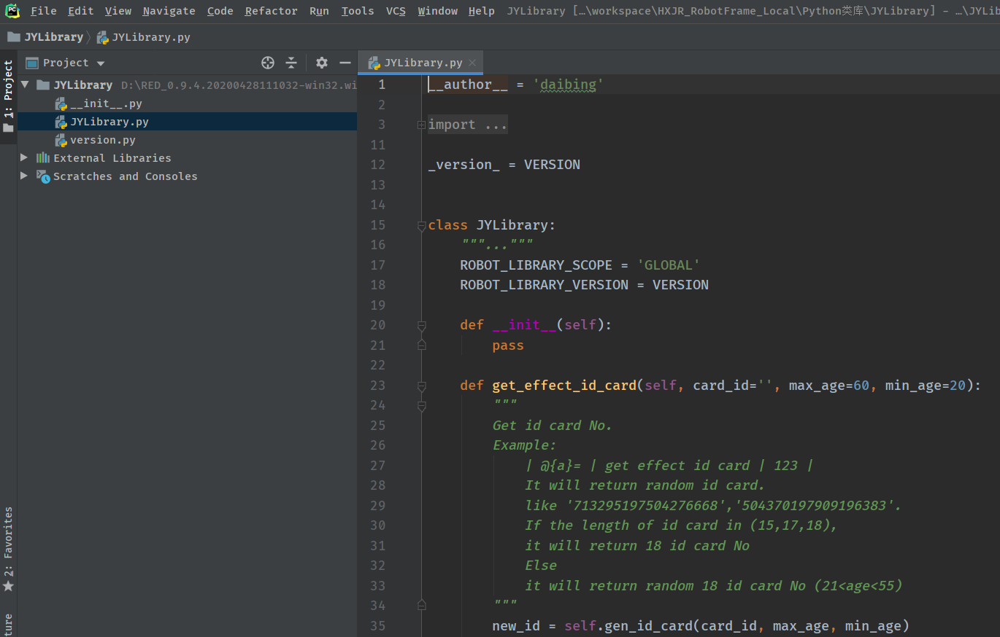 File Edit View Navigate Code Refactor Run Tools VCS Window Help JYLibrary [...\workspace\HXJR_RobotFrame_Local\Python类库\JYLibrary] - ...\JYLib
JYLibrary JYLibrary.py
Project
JYLibrary.py
1: Project
JYLibrary D:\RED_0.9.4.20200428111032-win32.wi
__init__.py
JYLibrary.py
version.py
External Libraries
Scratches and Consoles
2: Favorites
ture
1 __author__ = 'daibing'
2
3 import ...
11
12 _version_ = VERSION
13
14
15 class JYLibrary:
16 """..."""
17 ROBOT_LIBRARY_SCOPE = 'GLOBAL'
18 ROBOT_LIBRARY_VERSION = VERSION
19
20 def __init__(self):
21 pass
22
23 def get_effect_id_card(self, card_id='', max_age=60, min_age=20):
24 """
25 Get id card No.
26 Example:
27 | @{a}= | get effect id card | 123 |
28 It will return random id card.
29 like '713295197504276668','504370197909196383'.
30 If the length of id card in (15,17,18),
31 it will return 18 id card No
32 Else
33 it will return random 18 id card No (21<age<55)
34 """
35 new_id = self.gen_id_card(card_id, max_age, min_age)